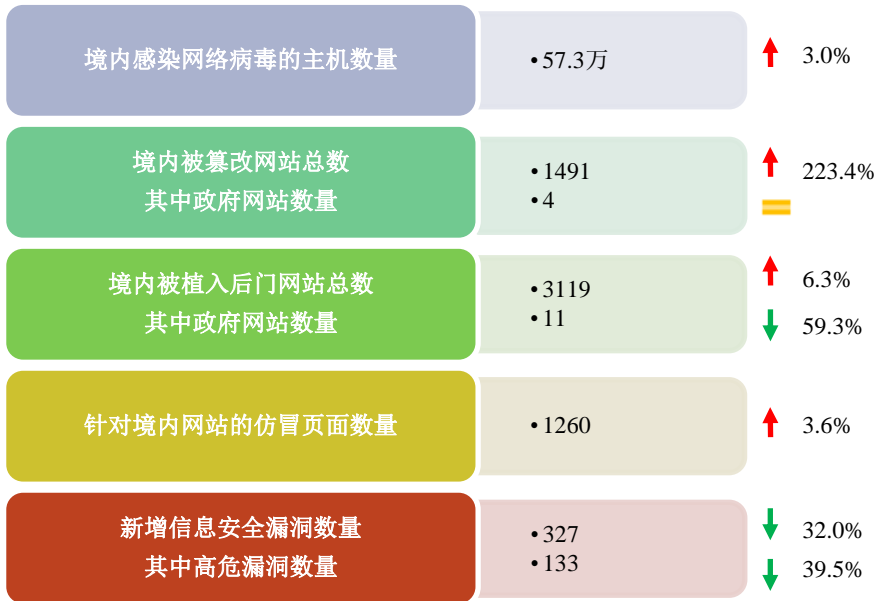 境内感染网络病毒的主机数量
•57.3万
3.0%
境内被篡改网站总数
其中政府网站数量
•1491
•4
223.4%
境内被植入后门网站总数
其中政府网站数量
•3119
•11
6.3%
59.3%
针对境内网站的仿冒页面数量
•1260
3.6%
新增信息安全漏洞数量
其中高危漏洞数量
•327
•133
32.0%
39.5%